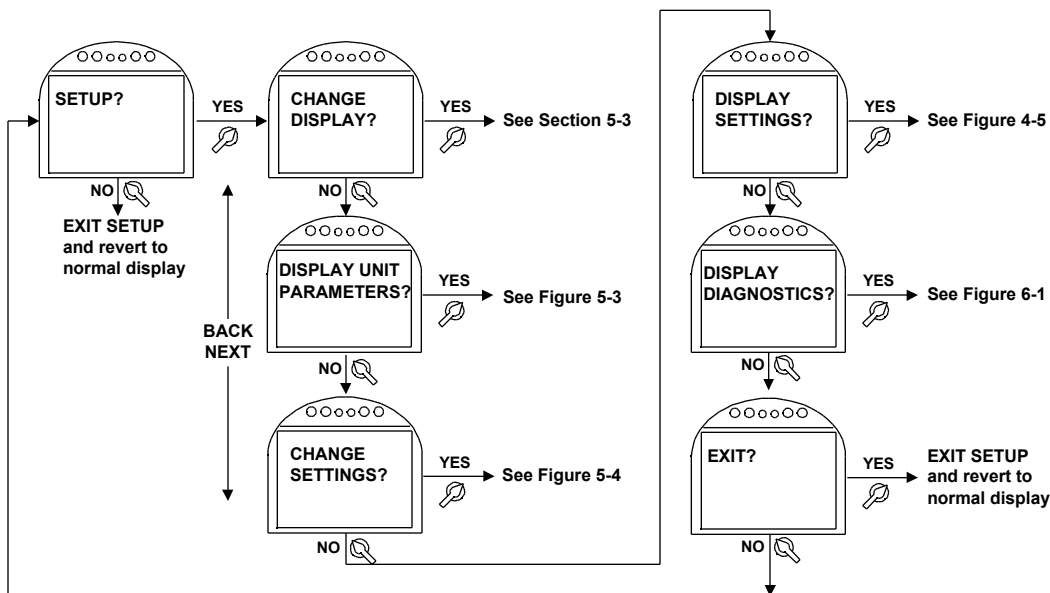 SETUP?
YES
NO
EXIT SETUP
and revert to
normal display
BACK
NEXT
CHANGE
DISPLAY?
YES
See Section 5-3
NO
DISPLAY UNIT
PARAMETERS?
YES
See Figure 5-3
NO
CHANGE
SETTINGS?
YES
See Figure 5-4
NO
DISPLAY
SETTINGS?
YES
See Figure 4-5
NO
DISPLAY
DIAGNOSTICS?
YES
See Figure 6-1
NO
EXIT?
YES
EXIT SETUP
and revert to
normal display
NO